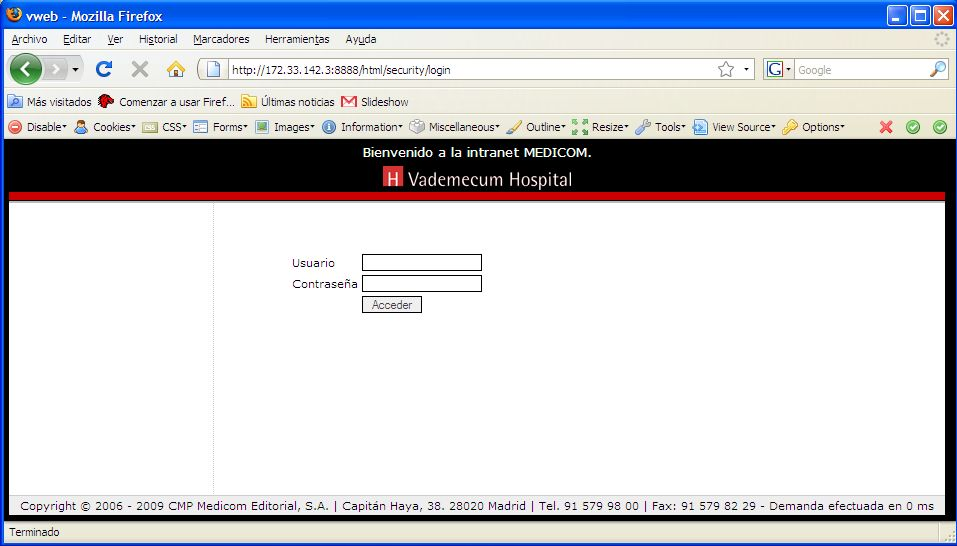 vweb - Mozilla Firefox
Archivo Editar Ver Historial Marcadores Herramientas Ayuda
http://172.33.142.3:8888/html/security/login G Google
Más visitados Comenzar a usar Firef... Últimas noticias Slideshow
Disable Cookies CSS Forms Images Information Miscellaneous Outline Resize Tools View Source Options
Bienvenido a la intranet MEDICOM.
H Vademecum Hospital
Usuario
Contraseña
Acceder
Copyright © 2006 - 2009 CMP Medicom Editorial, S.A. | Capitán Haya, 38. 28020 Madrid | Tel. 91 579 98 00 | Fax: 91 579 82 29 - Demanda efectuada en 0 ms
Terminado